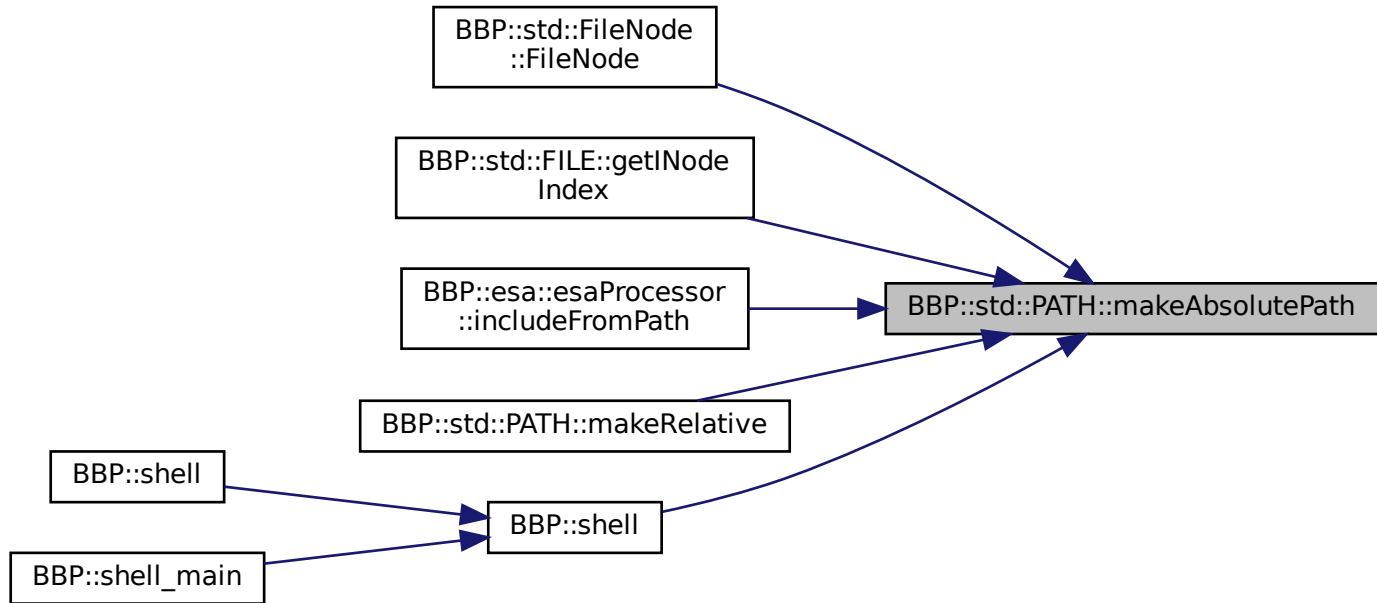 BBP::std::FileNode
::FileNode
BBP::std::FILE::getINode
Index
BBP::esa::esaProcessor
::includeFromPath
BBP::std::PATH::makeAbsolutePath
BBP::std::PATH::makeRelative
BBP::shell
BBP::shell
BBP::shell_main